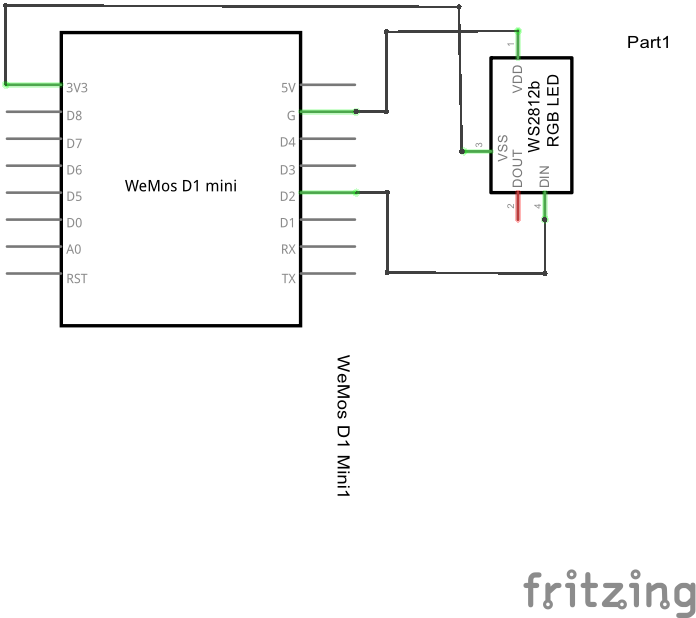 Part1
3V3
D8
D7
D6
D5
D0
A0
RST
WeMos D1 mini
5V
G
D4
D3
D2
D1
RX
TX
1
VDD
WS2812b
RGB LED
3
VSS
DOUT
DIN
2
4
WeMos D1 Mini1
fritzing